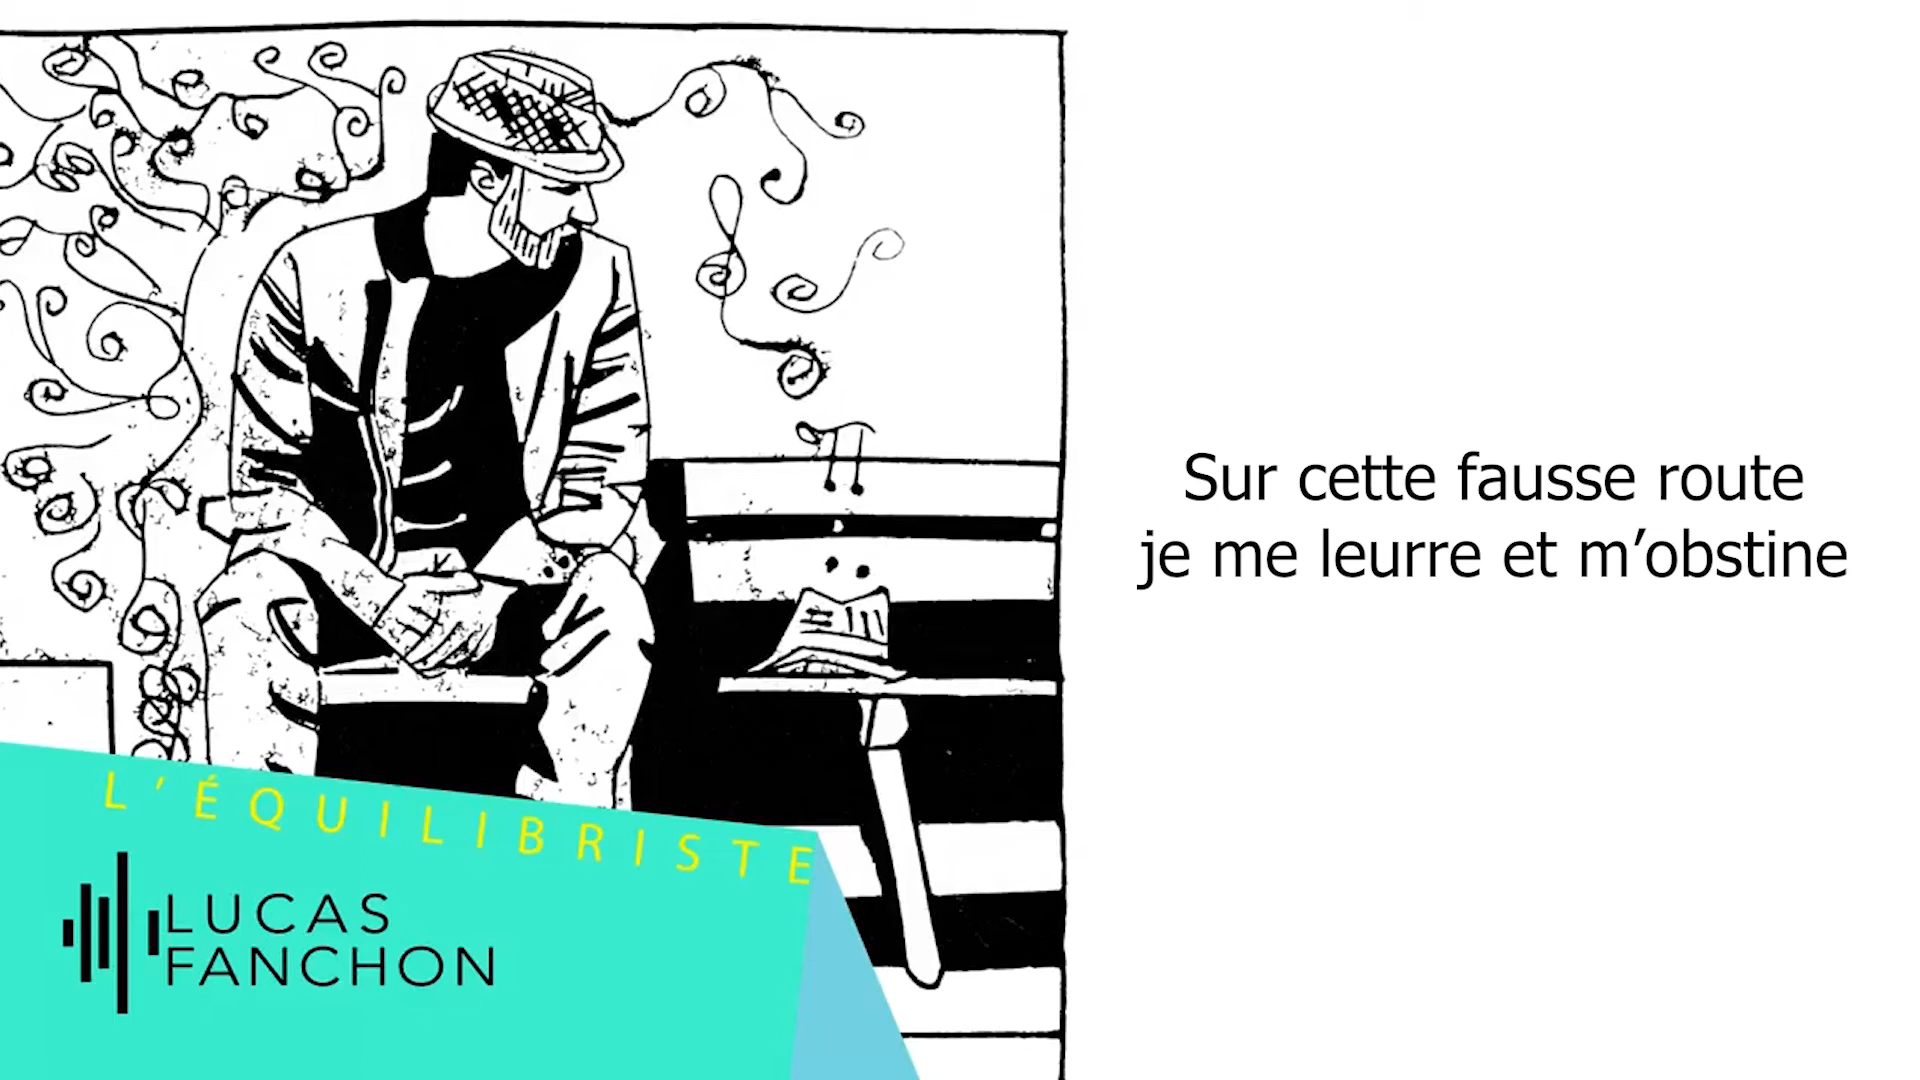 Sur cette fausse route
je me leurre et m’obstine
L’ÉQUILIBRISTE
LUCAS
FANCHON